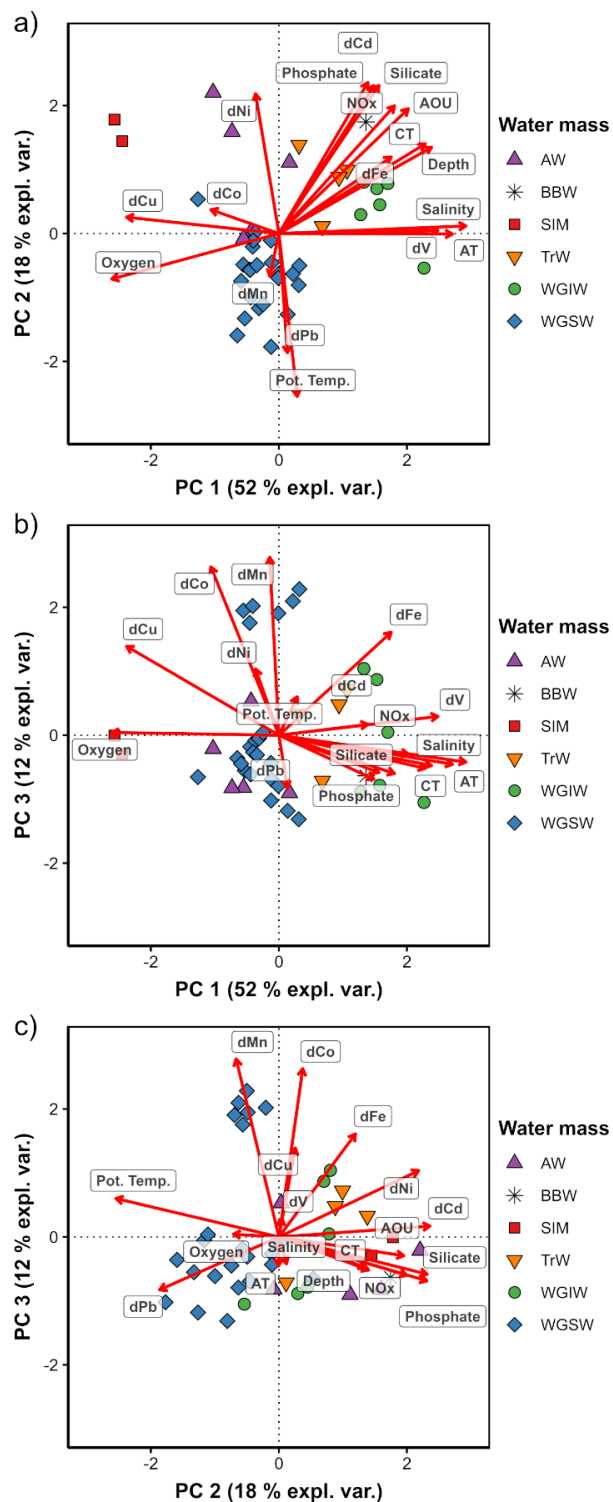 a)
dCd
Phosphate
Silicate
dNi
NOx
AOU
CT
dFe
Depth
dCo
dCu
Salinity
dV
AT
Oxygen
dMn
dPb
Pot. Temp.
2
0
-2
PC 2 (18 % expl. var.)
-2
0
2
PC 1 (52 % expl. var.)
Water mass
AW
BBW
SIM
TrW
WGIW
WGSW
b)
dMn
dCo
dFe
dCu
dNi
dCd
dV
Pot. Temp.
NOx
Oxygen
Silicate
Salinity
dPb
CT
AT
Phosphate
2
0
-2
PC 3 (12 % expl. var.)
-2
0
2
PC 1 (52 % expl. var.)
Water mass
AW
BBW
SIM
TrW
WGIW
WGSW
c)
dMn
dCo
dFe
dCu
Pot. Temp.
dNi
dV
dCd
AOU
Oxygen
Salinity
CT
Silicate
AT
Depth
NOx
dPb
Phosphate
2
0
-2
PC 3 (12 % expl. var.)
-2
0
2
PC 2 (18 % expl. var.)
Water mass
AW
BBW
SIM
TrW
WGIW
WGSW